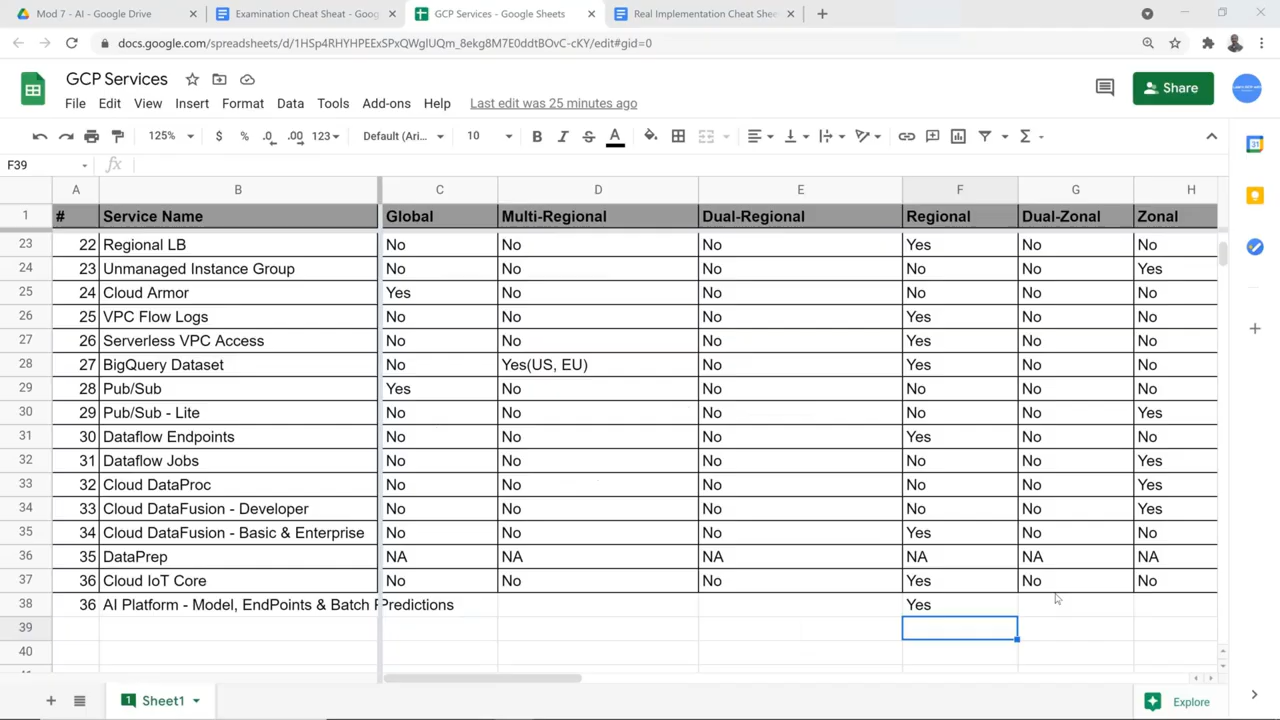 Mod 7 - AI - Google Drive
Examination Cheat Sheat - Goog
GCP Services - Google Sheets
Real Implementation Cheat Shee
docs.google.com/spreadsheets/d/1HSp4RHYHPEExSPxQWglUQm_8ekg8M7E0ddtBOvC-cKY/edit#gid=0
GCP Services
File Edit View Insert Format Data Tools Add-ons Help Last edit was 25 minutes ago
Share
125% $ % .0 .00 123 Default (Ari... 10 B I S A Σ
F39 fx
A B C D E F G H
1 # Service Name Global Multi-Regional Dual-Regional Regional Dual-Zonal Zonal
23 22 Regional LB No No No Yes No No
24 23 Unmanaged Instance Group No No No No No Yes
25 24 Cloud Armor Yes No No No No No
26 25 VPC Flow Logs No No No Yes No No
27 26 Serverless VPC Access No No No Yes No No
28 27 BigQuery Dataset No Yes(US, EU) No Yes No No
29 28 Pub/Sub Yes No No No No No
30 29 Pub/Sub - Lite No No No No No Yes
31 30 Dataflow Endpoints No No No Yes No No
32 31 Dataflow Jobs No No No No No Yes
33 32 Cloud DataProc No No No No No Yes
34 33 Cloud DataFusion - Developer No No No No No Yes
35 34 Cloud DataFusion - Basic & Enterprise No No No Yes No No
36 35 DataPrep NA NA NA NA NA NA
37 36 Cloud IoT Core No No No Yes No No
38 36 AI Platform - Model, EndPoints & Batch Predictions Yes
39
40
1 Sheet1
Explore